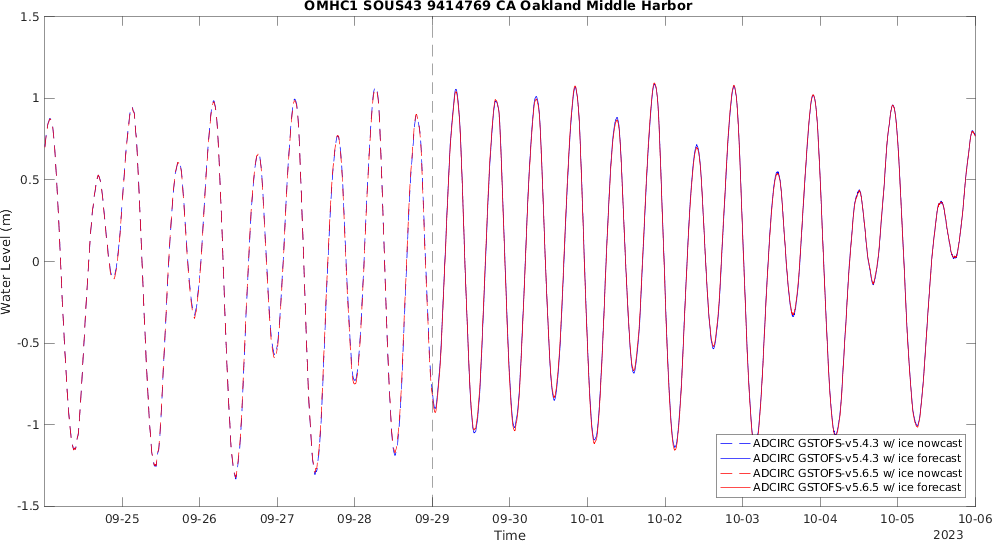 OMHC1 SOUS43 9414769 CA Oakland Middle Harbor
1.5
1
0.5
0
-0.5
-1
-1.5
Water Level (m)
09-25 09-26 09-27 09-28 09-29 09-30 10-01 10-02 10-03 10-04 10-05 10-06
Time
2023
ADCIRC GSTOFS-v5.4.3 w/ ice nowcast
ADCIRC GSTOFS-v5.4.3 w/ ice forecast
ADCIRC GSTOFS-v5.6.5 w/ ice nowcast
ADCIRC GSTOFS-v5.6.5 w/ ice forecast